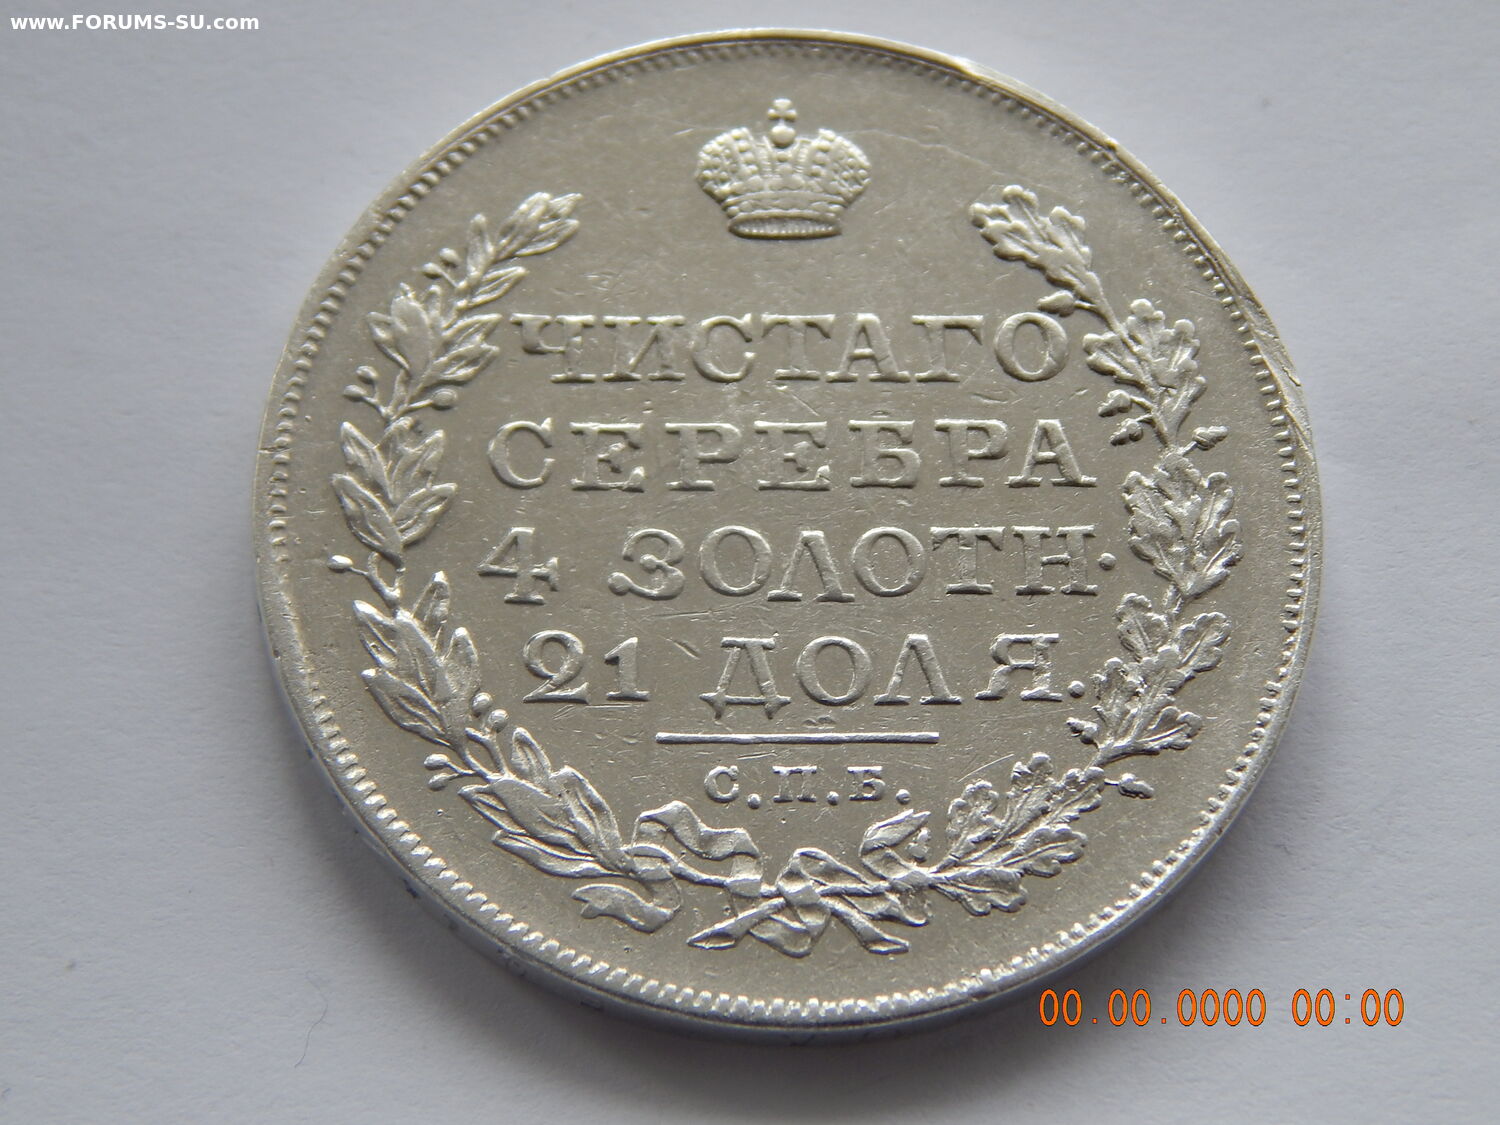 www.FORUMS-SU.com
ЧИСТАГО
СЕРЕБРА
4 ЗОЛОТН.
21 ДОЛЯ.
С.П.Б.
00.00.0000 00:00